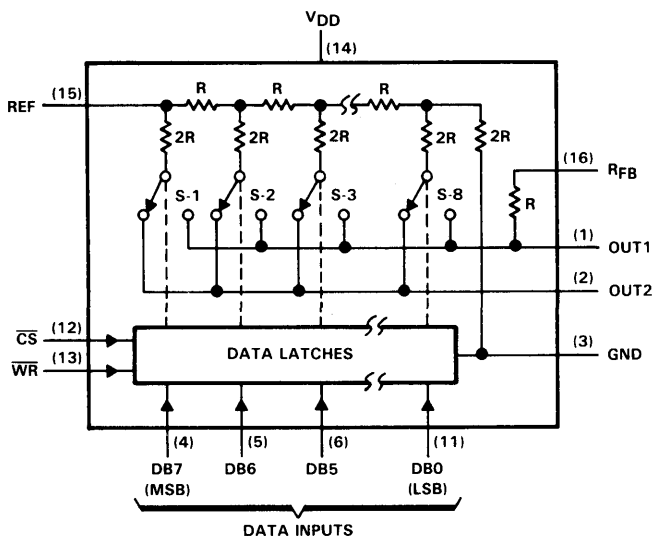 VDD
(14)
REF
(15)
R
R
R
2R
2R
2R
2R
2R
(16)
RFB
R
S-1
S-2
S-3
S-8
(1)
OUT1
(2)
OUT2
CS
(12)
WR
(13)
DATA LATCHES
(3)
GND
(4)
(5)
(6)
(11)
DB7
DB6
DB5
DB0
(MSB)
(LSB)
DATA INPUTS